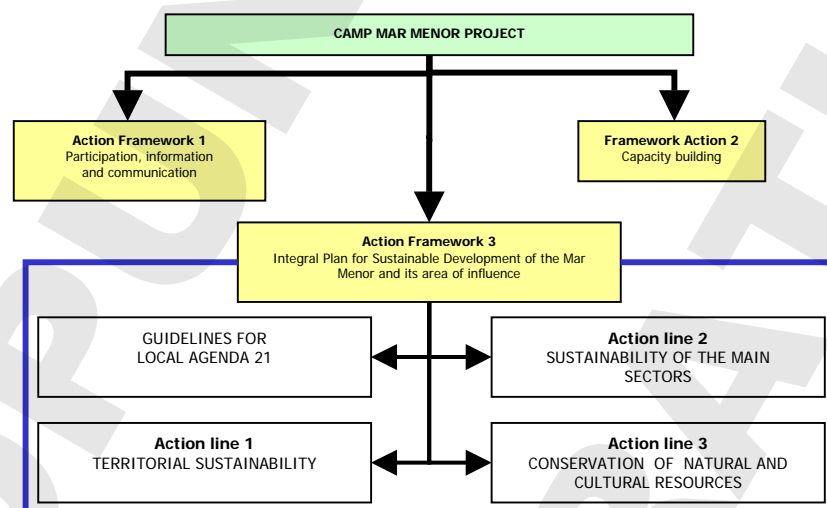 CAMP MAR MENOR PROJECT
Action Framework 1
Participation, information
and communication
Framework Action 2
Capacity building
Action Framework 3
Integral Plan for Sustainable Development of the Mar
Menor and its area of influence
GUIDELINES FOR
LOCAL AGENDA 21
Action line 2
SUSTAINABILITY OF THE MAIN
SECTORS
Action line 1
TERRITORIAL SUSTAINABILITY
Action line 3
CONSERVATION OF NATURAL AND
CULTURAL RESOURCES